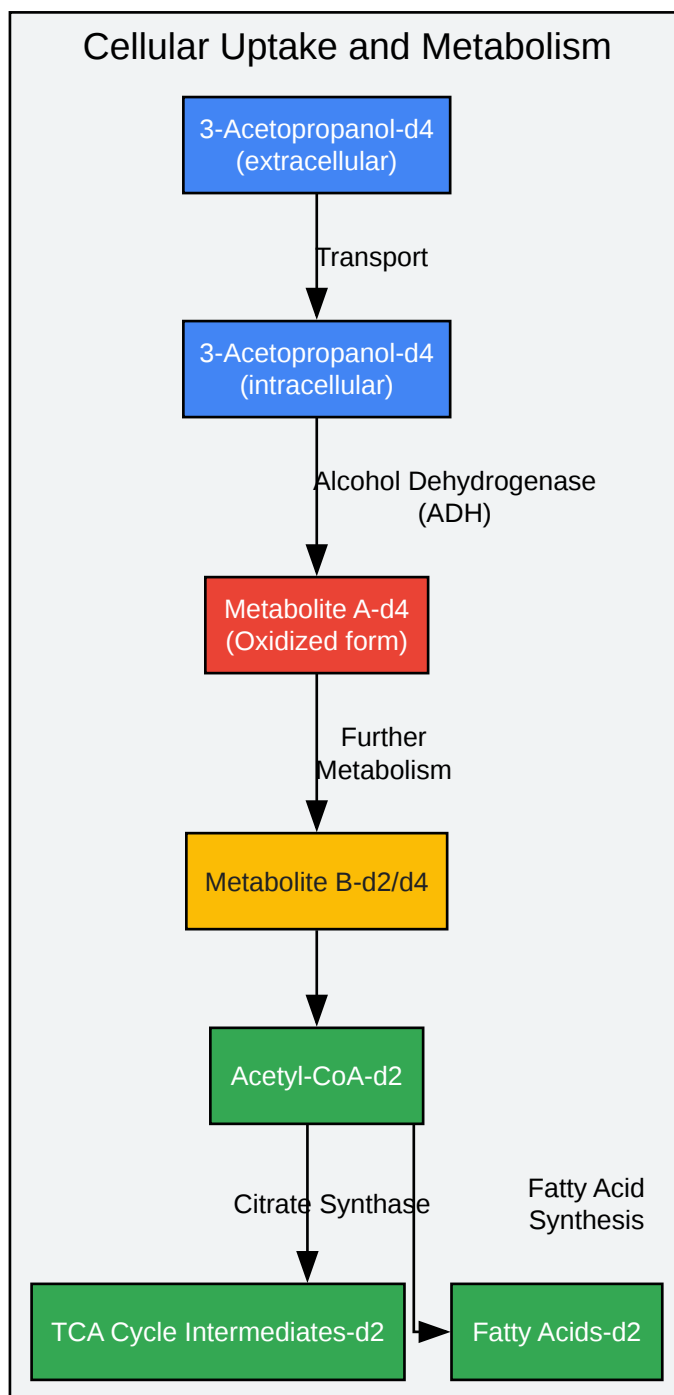 Cellular Uptake and Metabolism
3-Acetopropanol-d4
(extracellular)
Transport
3-Acetopropanol-d4
(intracellular)
Alcohol Dehydrogenase
(ADH)
Metabolite A-d4
(Oxidized form)
Further
Metabolism
Metabolite B-d2/d4
Acetyl-CoA-d2
Citrate Synthase
Fatty Acid
Synthesis
TCA Cycle Intermediates-d2
Fatty Acids-d2